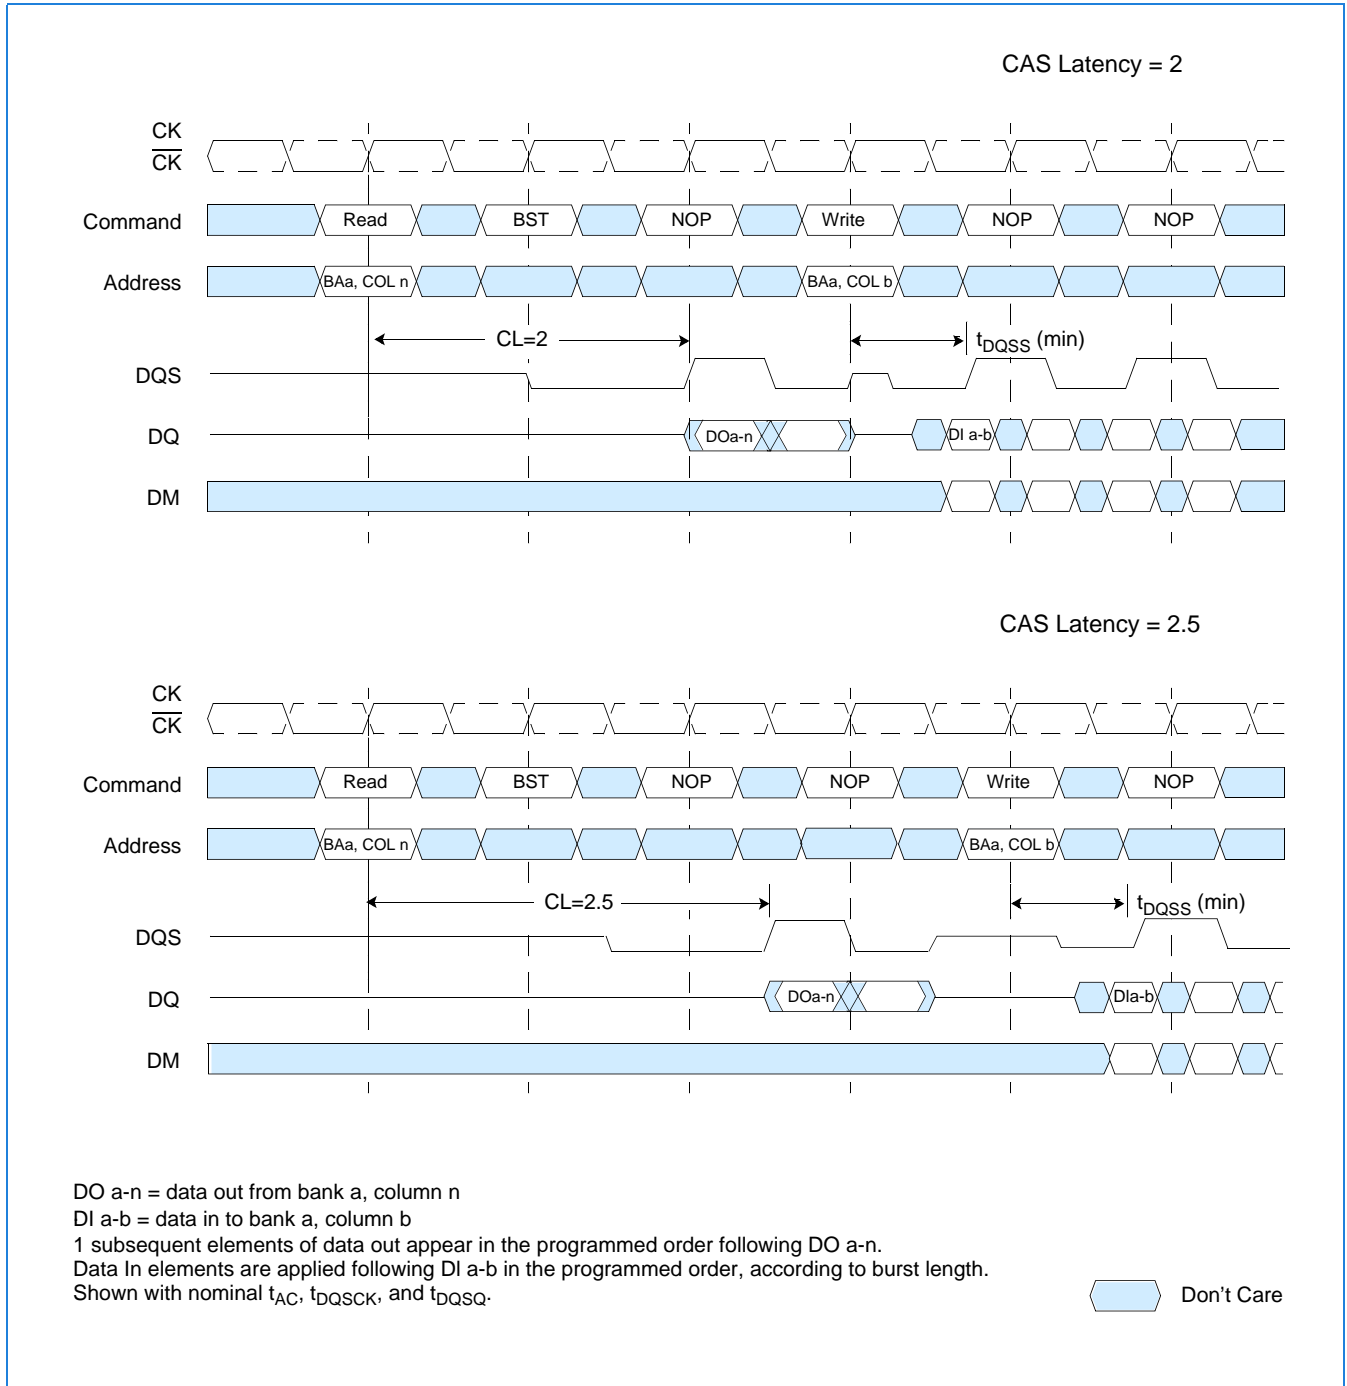 CAS Latency = 2
CK
CK
Command Read BST NOP Write NOP NOP
Address BAa, COL n BAa, COL b
CL=2 tDQSS (min)
DQS
DQ DOa-n DI a-b
DM
CAS Latency = 2.5
CK
CK
Command Read BST NOP NOP Write NOP
Address BAa, COL n BAa, COL b
CL=2.5 tDQSS (min)
DQS
DQ DOa-n DIa-b
DM
DO a-n = data out from bank a, column n
DI a-b = data in to bank a, column b
1 subsequent elements of data out appear in the programmed order following DO a-n.
Data In elements are applied following DI a-b in the programmed order, according to burst length.
Shown with nominal tAC, tDQSCK, and tDQSQ.
Don't Care